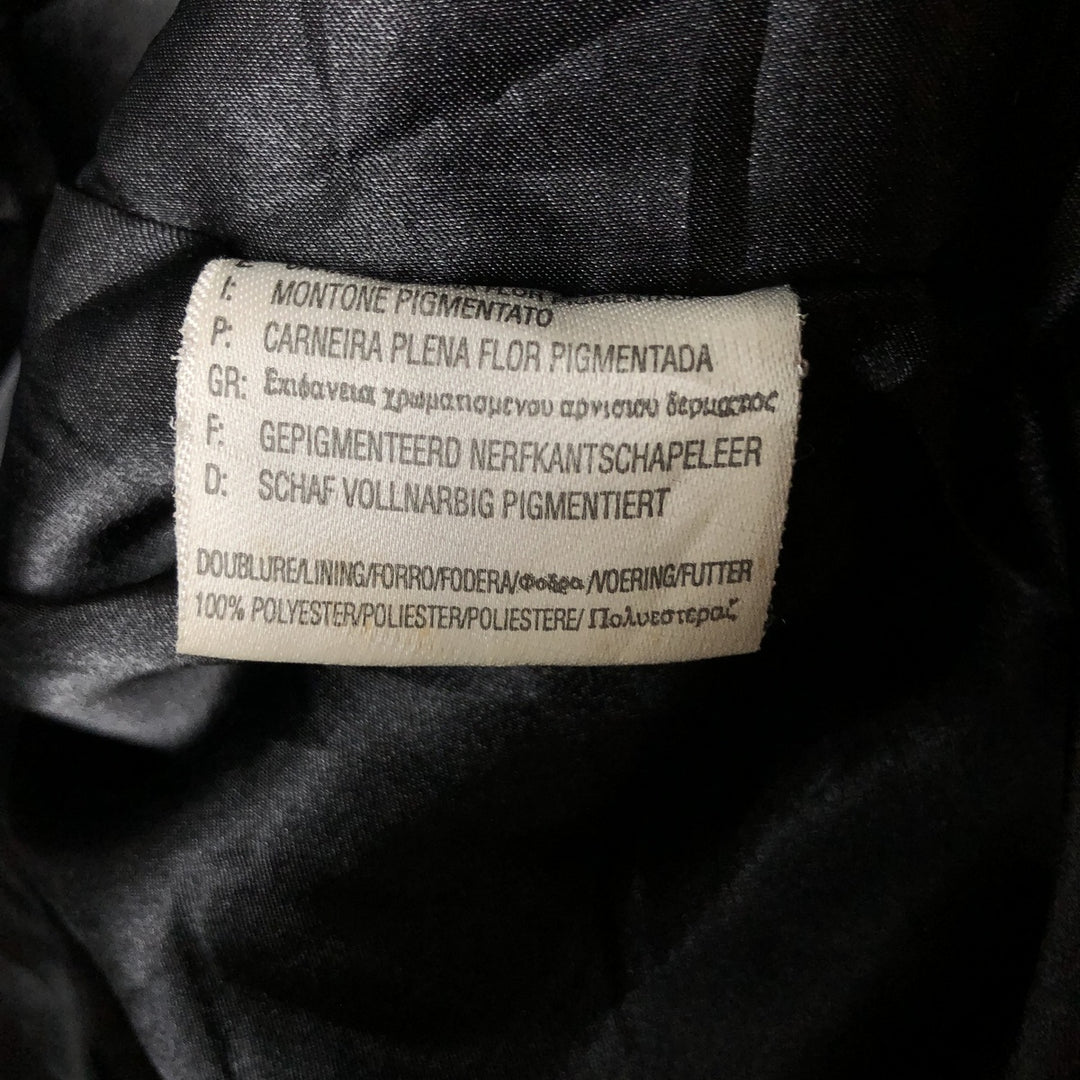 I: MONTONE PIGMENTATO
P: CARNEIRA PLENA FLOR PIGMENTADA
GR: Επιφανεια χρωματισμενου αρνισιου δερματος
F: GEPIGMENTEERD NERFKANTSCHAPELEER
D: SCHAF VOLLNARBIG PIGMENTIERT
DOUBLURE/LINING/FORRO/FODERA/Φοδρα /VOERING/FUTTER
100% POLYESTER/POLIESTER/POLIESTERE/ Πολυεστεραζ